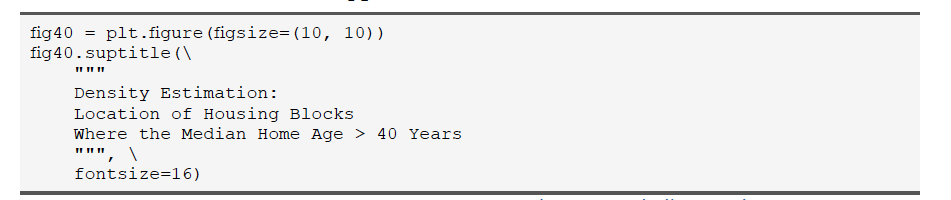 fig40 = plt.figure(figsize=(10, 10))
fig40.suptitle(\
    """
    Density Estimation:
    Location of Housing Blocks
    Where the Median Home Age > 40 Years
    """, \
    fontsize=16)